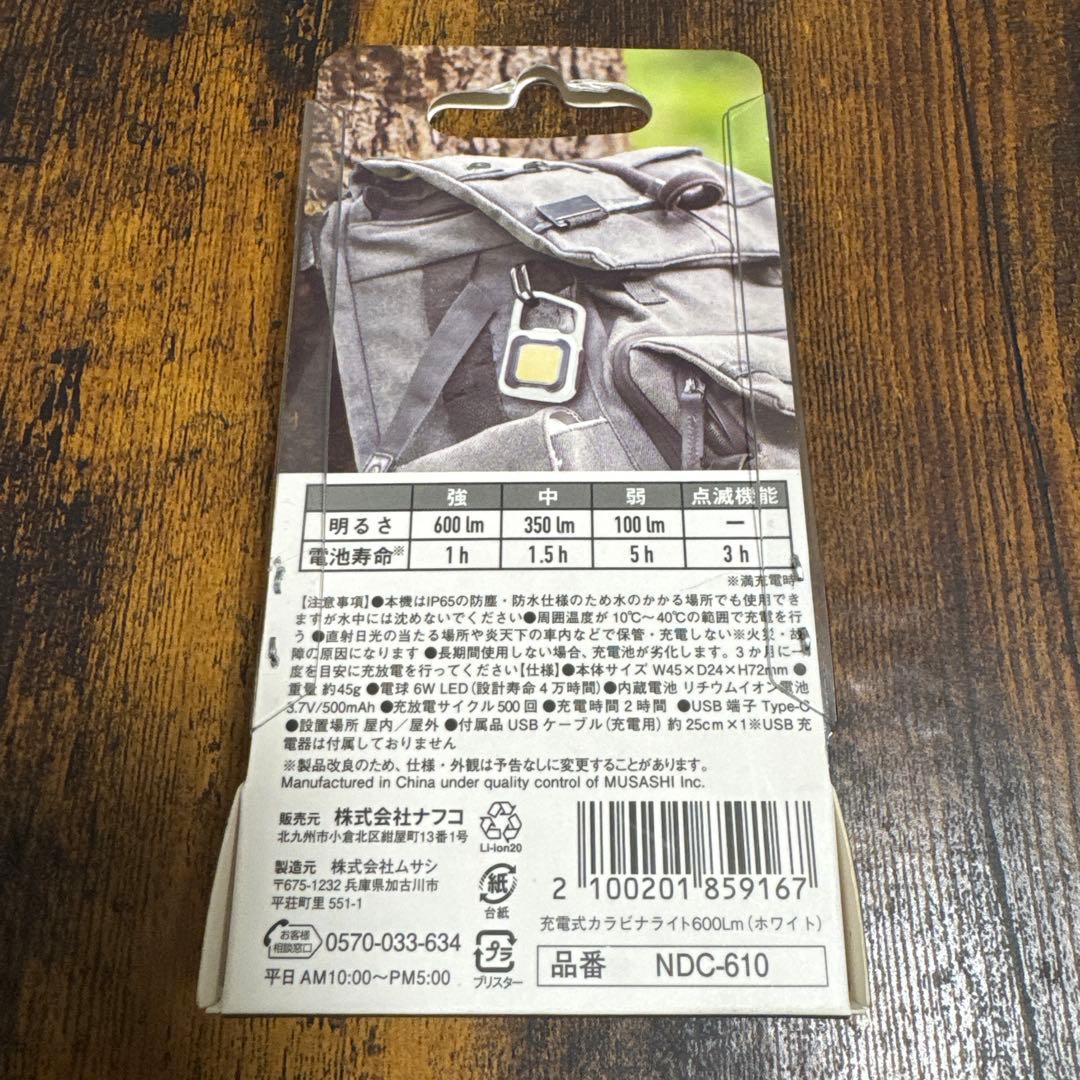 強 中 弱 点滅機能
明るさ 600 lm 350 lm 100 lm ー
電池寿命※ 1 h 1.5 h 5 h 3 h
※満充電時
【注意事項】●本機はIP65の防塵・防水仕様のため水のかかる場所でも使用でき
ますが水中には沈めないでください●周囲温度が10℃〜40℃の範囲で充電を行
う ●直射日光の当たる場所や炎天下の車内などで保管・充電しない※火災・故
障の原因になります ●長期間使用しない場合、充電池が劣化します。3か月に一
度を目安に充放電を行ってください【仕様】●本体サイズ W45×D24×H72mm ●
重量 約45g ●電球 6W LED(設計寿命4万時間)●内蔵電池 リチウムイオン電池
3.7V/500mAh ●充放電サイクル500回 ●充電時間2時間 ●USB 端子 Type-C
●設置場所 屋内/屋外 ●付属品 USB ケーブル(充電用) 約25cm×1※USB 充
電器は付属しておりません
※製品改良のため、仕様・外観は予告なしに変更することがあります。
Manufactured in China under quality control of MUSASHI Inc.
販売元 株式会社ナフコ
北九州市小倉北区紺屋町13番1号
Li-ion20
製造元 株式会社ムサシ
〒675-1232 兵庫県加古川市
平荘町里 551-1
紙
台紙
2 100201 859167
充電式カラビナライト600Lm(ホワイト)
お客様
相談窓口 0570-033-634
平日 AM10:00〜PM5:00
プラ
ブリスター
品番 NDC-610